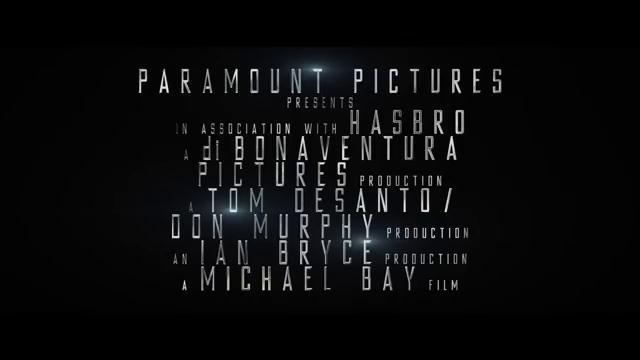 PARAMOUNT PICTURES
PRESENTS
IN ASSOCIATION WITH HASBRO
A di BONAVENTURA
PICTURES PRODUCTION
A TOM DESANTO/
DON MURPHY PRODUCTION
AN IAN BRYCE PRODUCTION
A MICHAEL BAY FILM